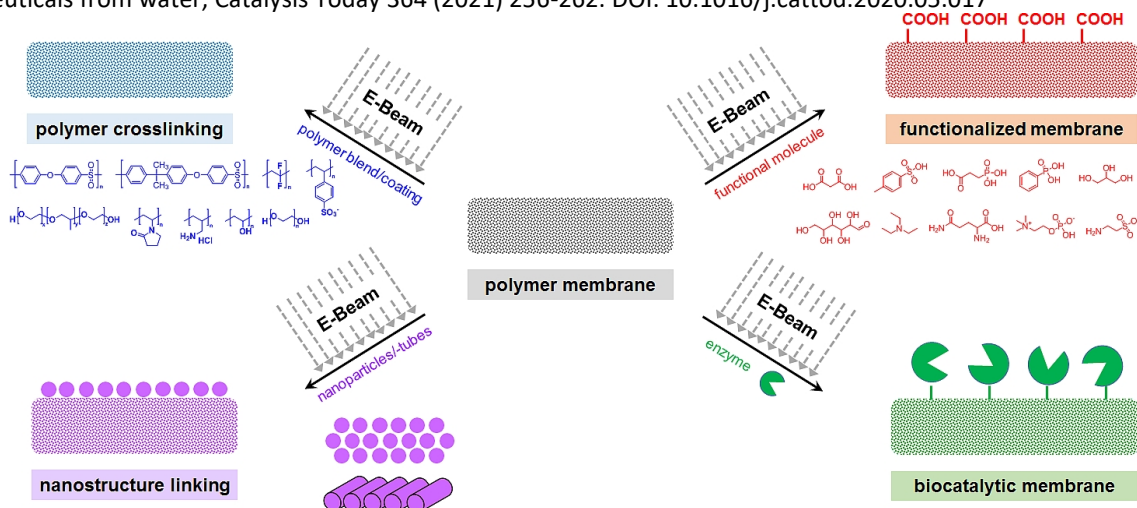 euticals from water; Catalysis Today 364 (2021) 256-262. DOI: 10.1016/j.cattod.2020.03.017
COOH COOH COOH COOH
E-Beam
polymer blend/coating
E-Beam
functional molecule
polymer crosslinking
functionalized membrane
polymer membrane
E-Beam
nanoparticles/-tubes
E-Beam
enzyme
nanostructure linking
biocatalytic membrane